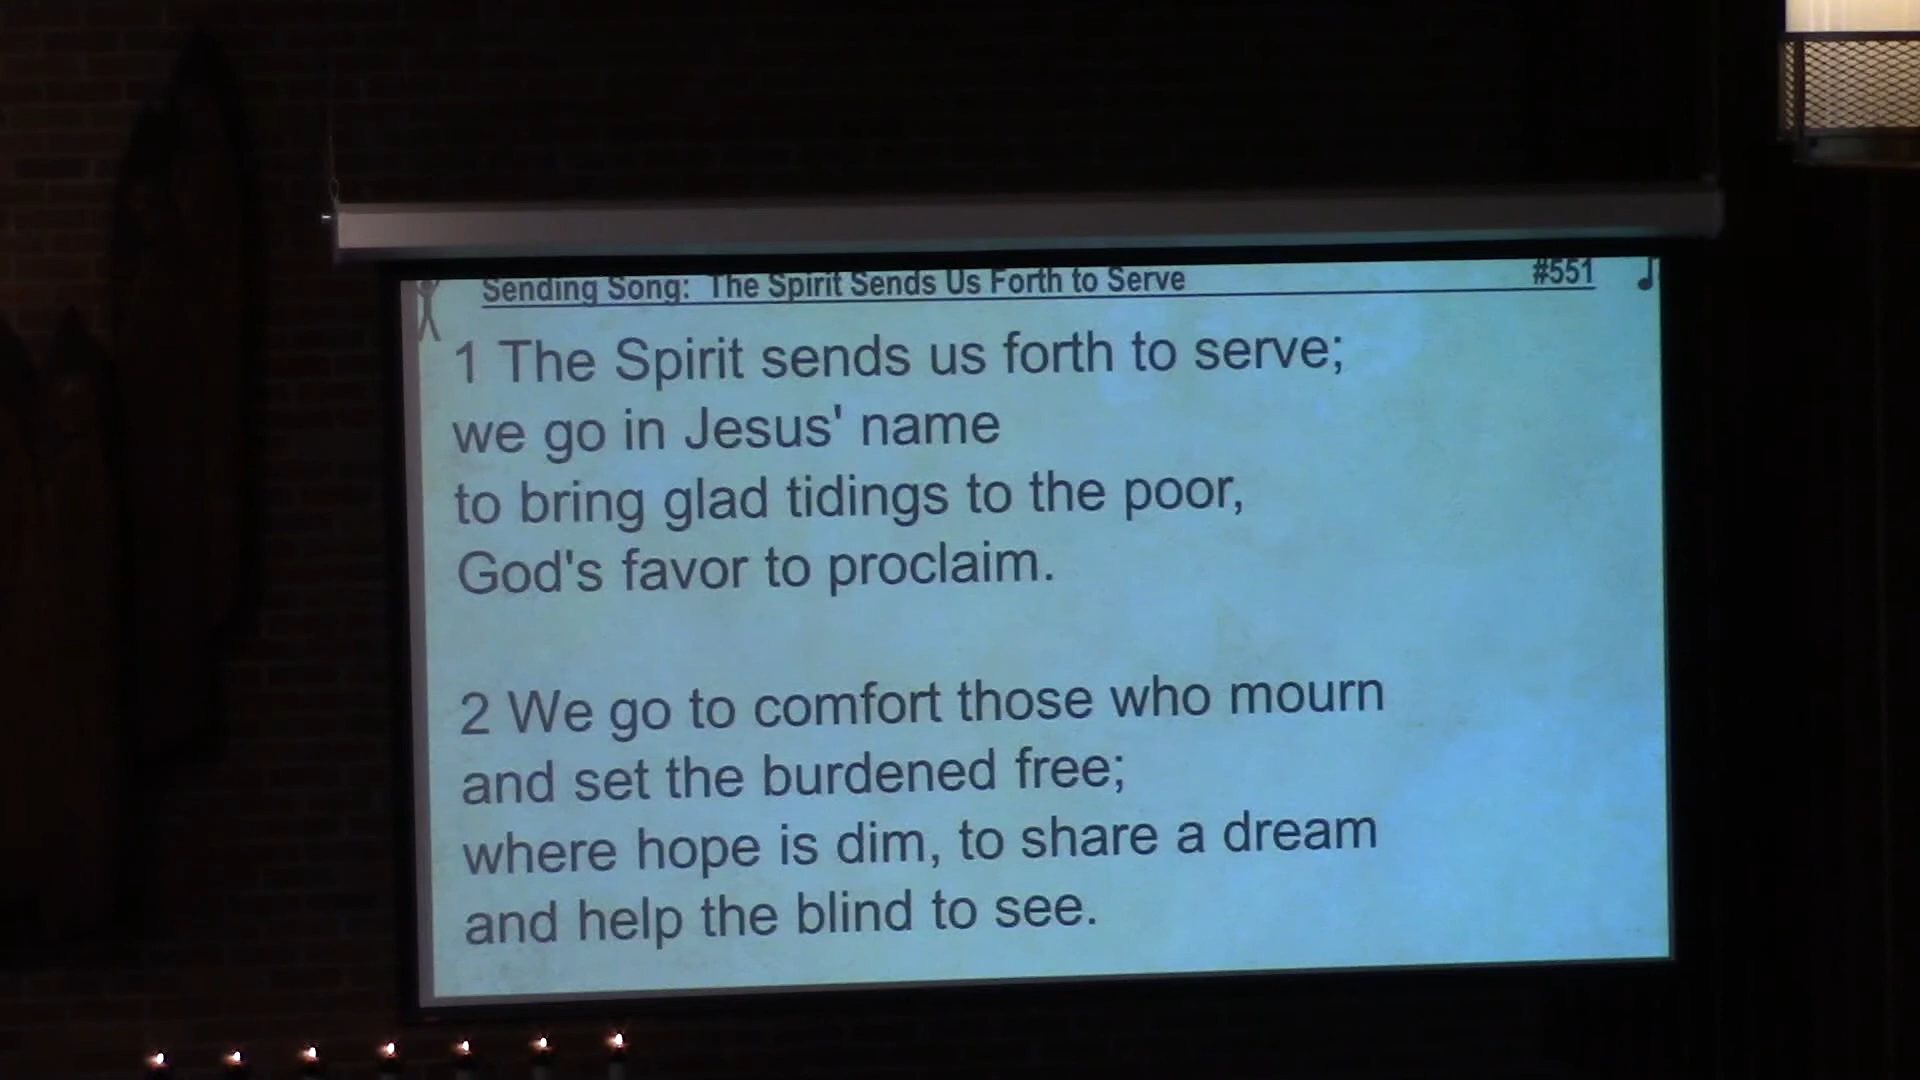 Sending Song: The Spirit Sends Us Forth to Serve #551
1 The Spirit sends us forth to serve;
we go in Jesus' name
to bring glad tidings to the poor,
God's favor to proclaim.
2 We go to comfort those who mourn
and set the burdened free;
where hope is dim, to share a dream
and help the blind to see.